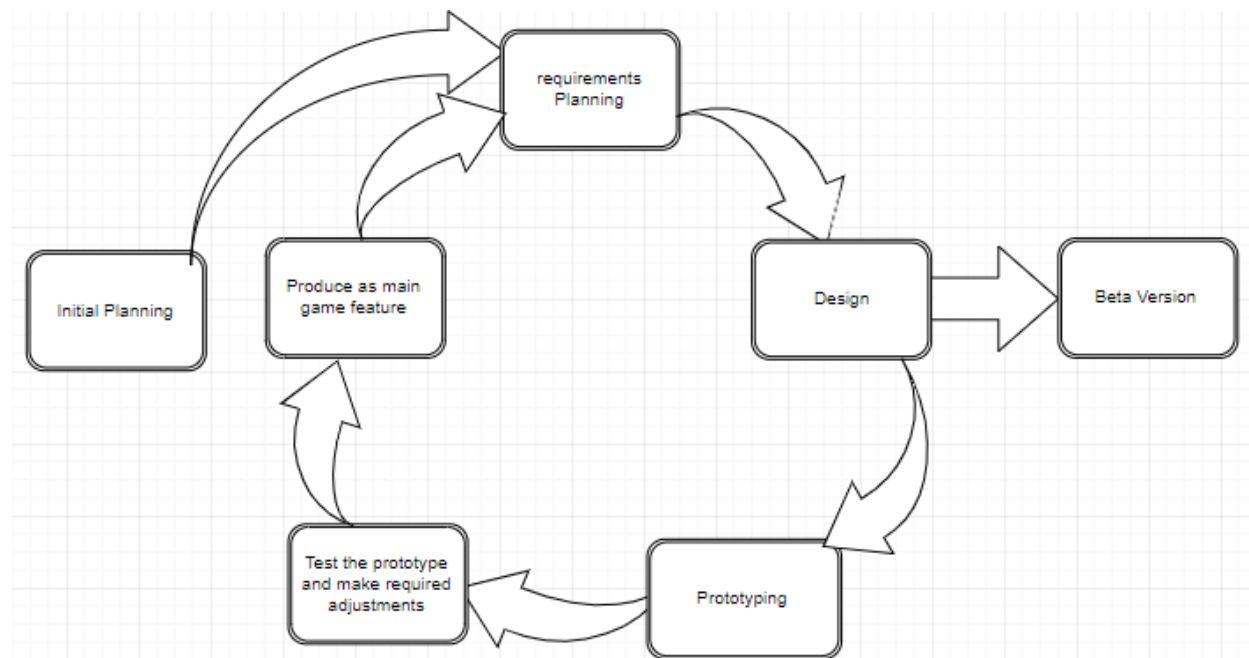 requirements
Planning
Initial Planning
Produce as main
game feature
Design
Beta Version
Test the prototype
and make required
adjustments
Prototyping